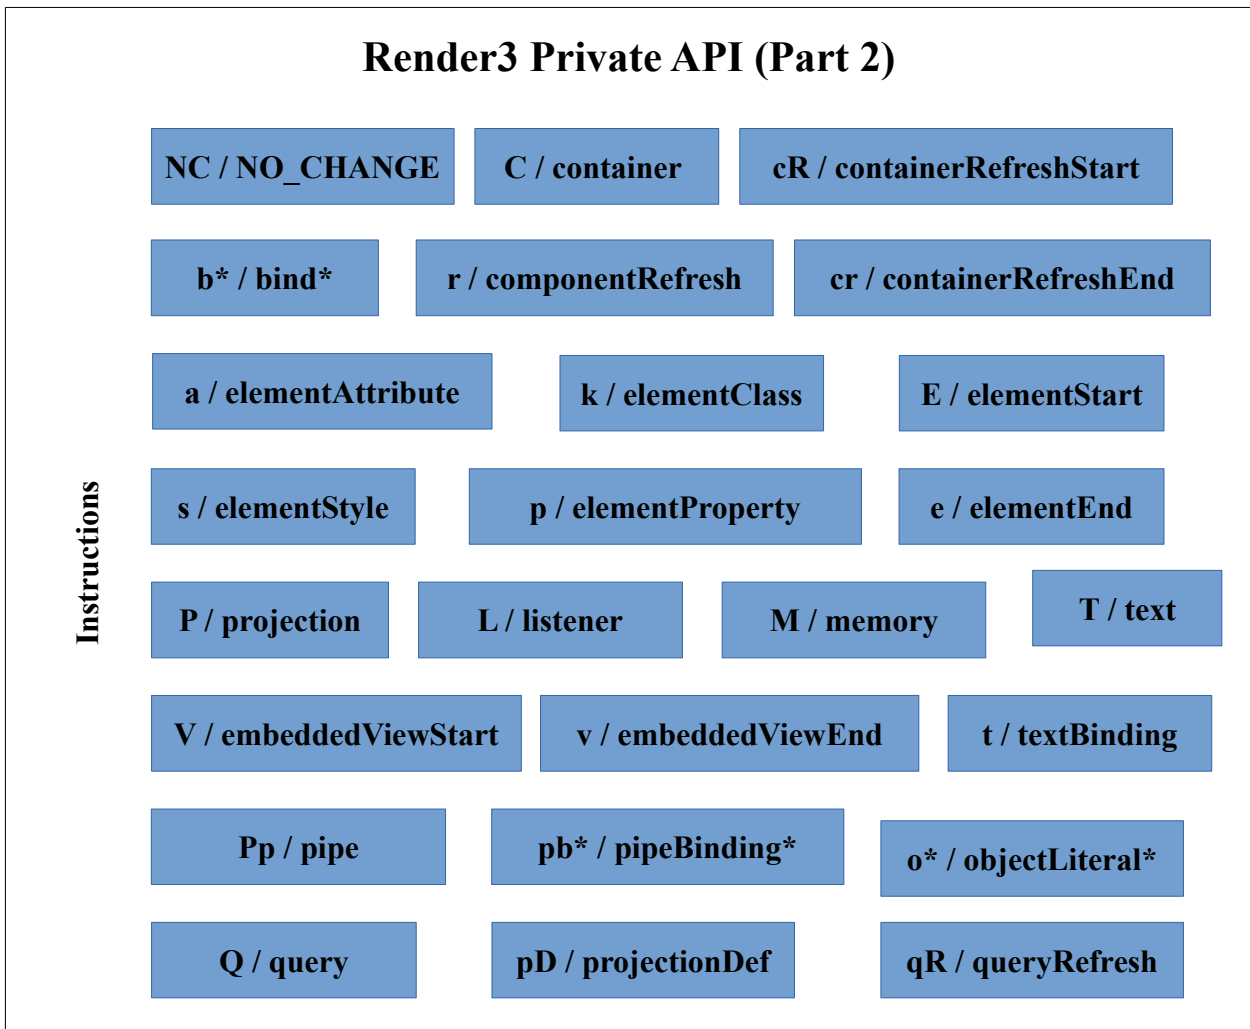 Render3 Private API (Part 2)
NC / NO_CHANGE
C / container
cR / containerRefreshStart
b* / bind*
r / componentRefresh
cr / containerRefreshEnd
a / elementAttribute
k / elementClass
E / elementStart
s / elementStyle
p / elementProperty
e / elementEnd
Instructions
P / projection
L / listener
M / memory
T / text
V / embeddedViewStart
v / embeddedViewEnd
t / textBinding
Pp / pipe
pb* / pipeBinding*
o* / objectLiteral*
Q / query
pD / projectionDef
qR / queryRefresh